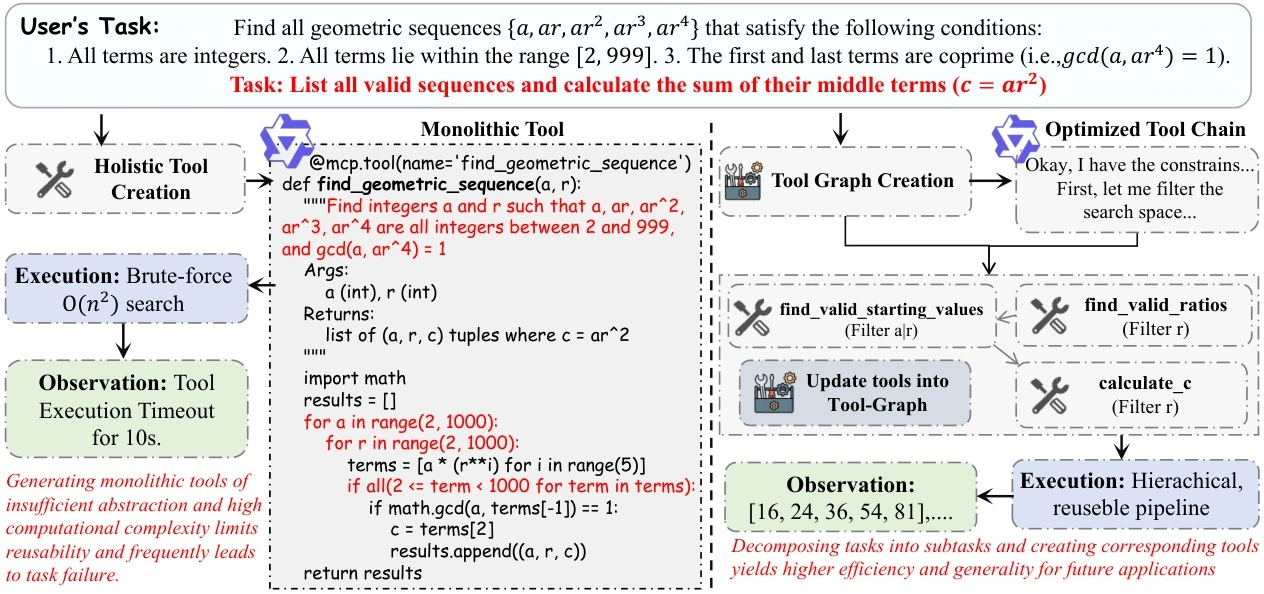 User's Task: Find all geometric sequences {a, ar, ar², ar³, ar⁴} that satisfy the following conditions:
1. All terms are integers. 2. All terms lie within the range [2, 999]. 3. The first and last terms are coprime (i.e.,gcd(a, ar⁴) = 1).
Task: List all valid sequences and calculate the sum of their middle terms (c = ar²)
Holistic Tool
Creation
Execution: Brute-force
O(n²) search
Observation: Tool
Execution Timeout
for 10s.
Generating monolithic tools of
insufficient abstraction and high
computational complexity limits
reusability and frequently leads
to task failure.
Monolithic Tool
@mcp.tool(name='find_geometric_sequence')
def find_geometric_sequence(a, r):
"""Find integers a and r such that a, ar, ar^2,
ar^3, ar^4 are all integers between 2 and 999,
and gcd(a, ar^4) = 1
Args:
a (int), r (int)
Returns:
list of (a, r, c) tuples where c = ar^2
"""
import math
results = []
for a in range(2, 1000):
for r in range(2, 1000):
terms = [a * (r**i) for i in range(5)]
if all(2 <= term < 1000 for term in terms):
if math.gcd(a, terms[-1]) == 1:
c = terms[2]
results.append((a, r, c))
return results
Tool Graph Creation
Optimized Tool Chain
Okay, I have the constrains...
First, let me filter the
search space...
find_valid_starting_values
(Filter a|r)
find_valid_ratios
(Filter r)
Update tools into
Tool-Graph
calculate_c
(Filter r)
Observation:
[16, 24, 36, 54, 81],....
Execution: Hierachical,
reuseble pipeline
Decomposing tasks into subtasks and creating corresponding tools
yields higher efficiency and generality for future applications